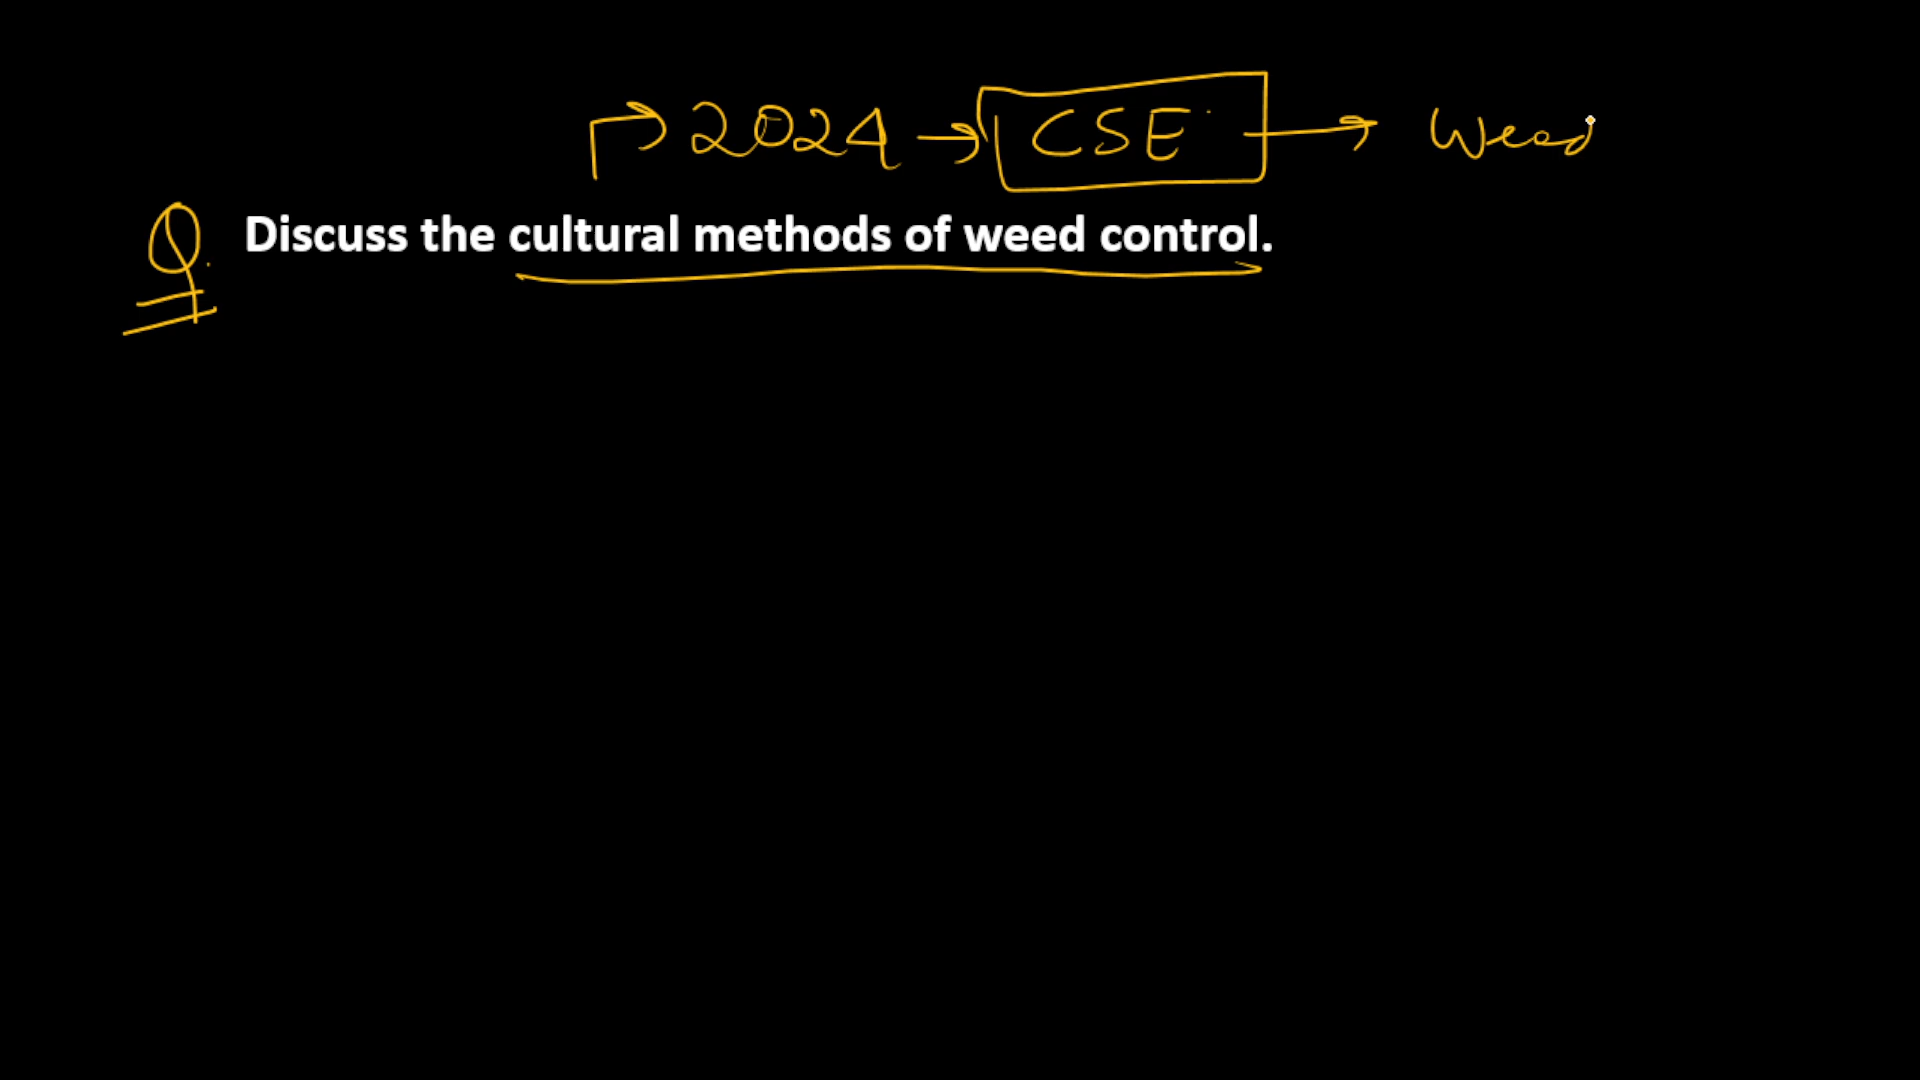 2024 → CSE → Weed
Q. Discuss the cultural methods of weed control.